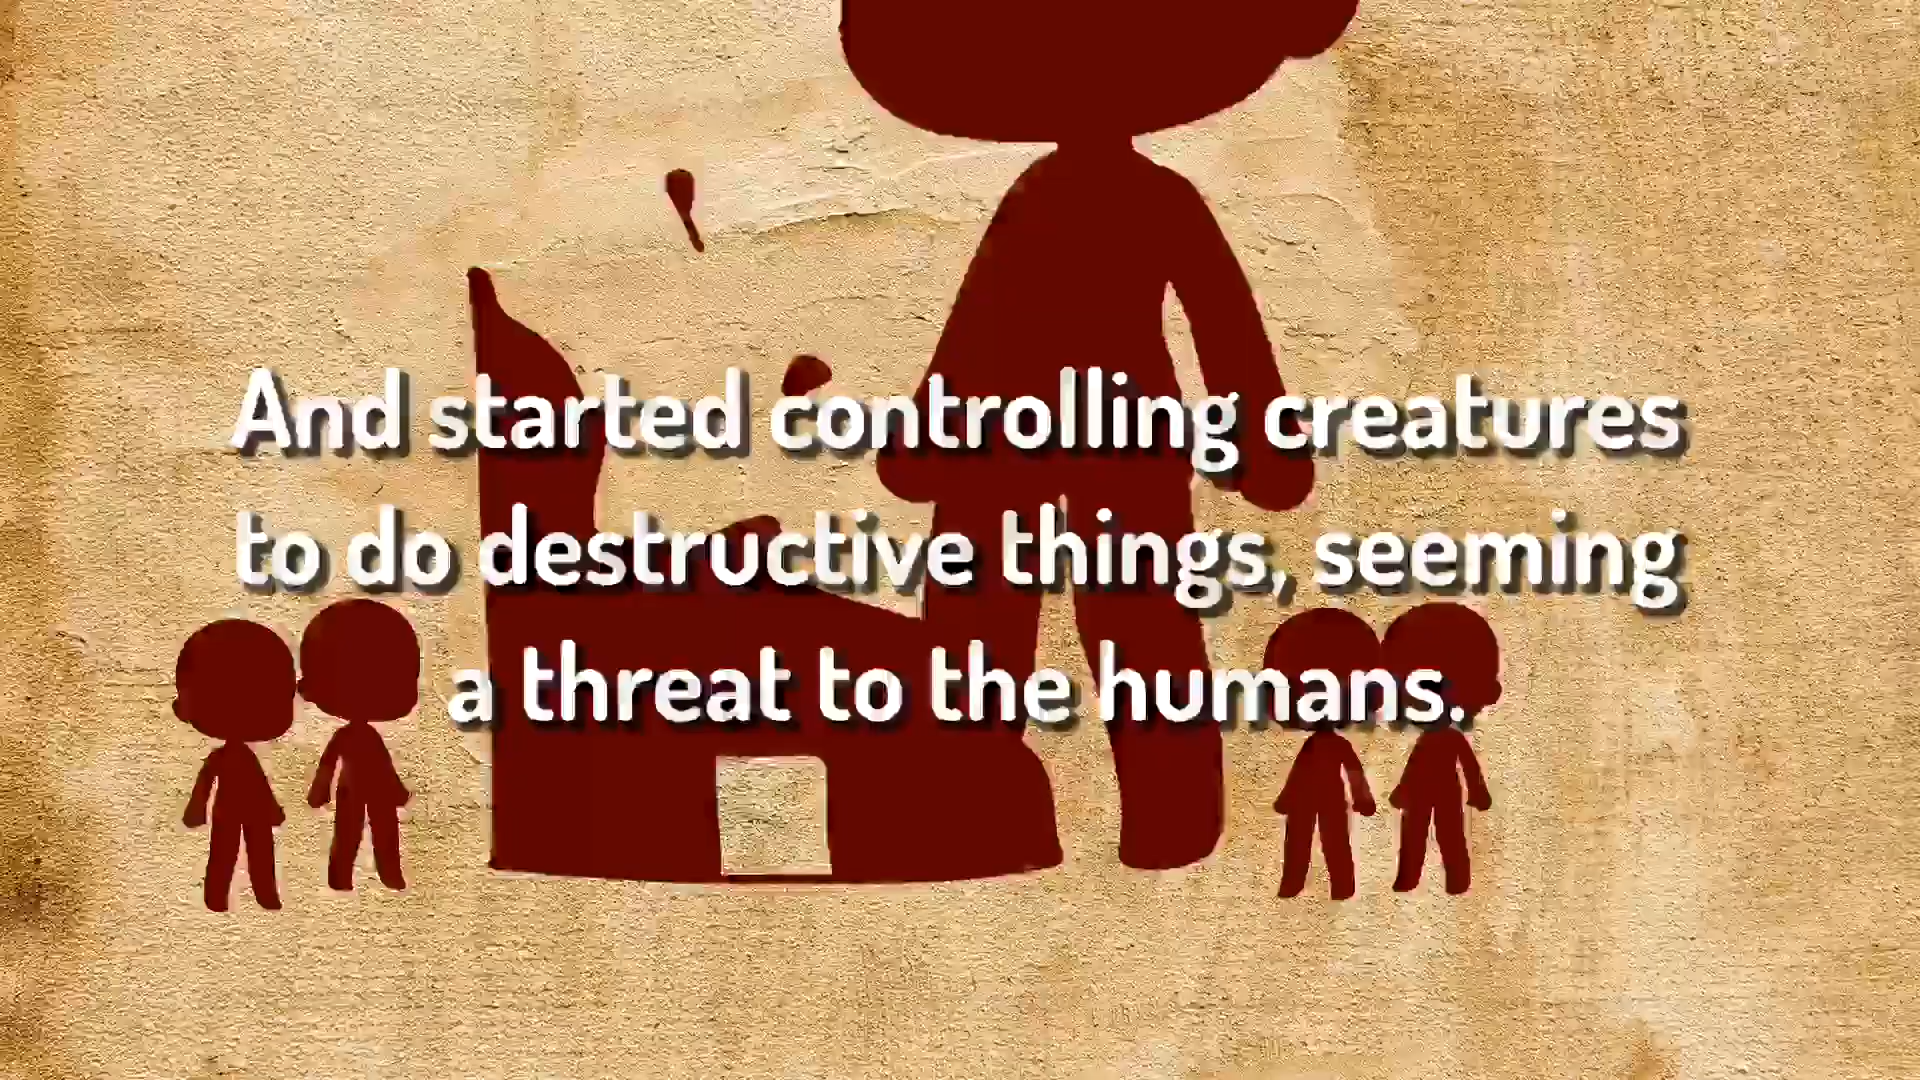 And started controlling creatures
to do destructive things, seeming
a threat to the humans.